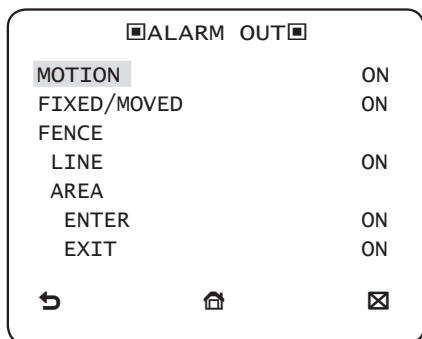 ▣ALARM OUT▣
MOTION ON
FIXED/MOVED ON
FENCE
LINE ON
AREA
ENTER ON
EXIT ON